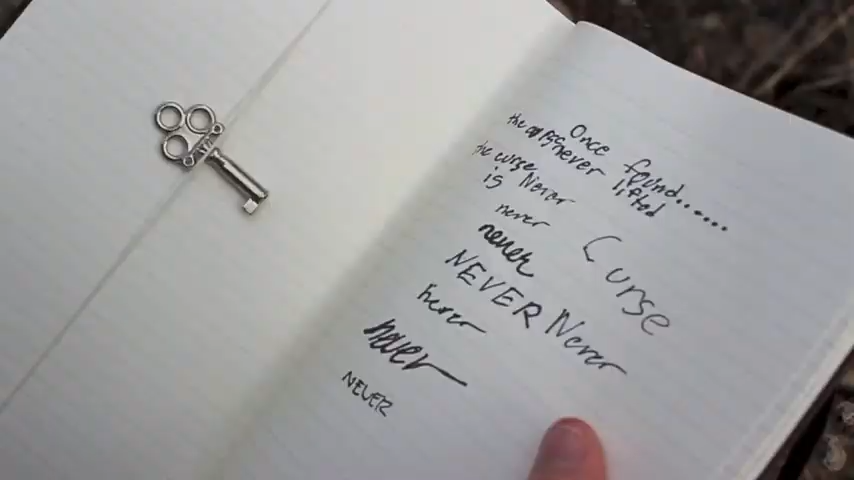 Once found.......
the never lifted
the curse Never
is
never
Curse
never
NEVER Never
never
never
NEVER